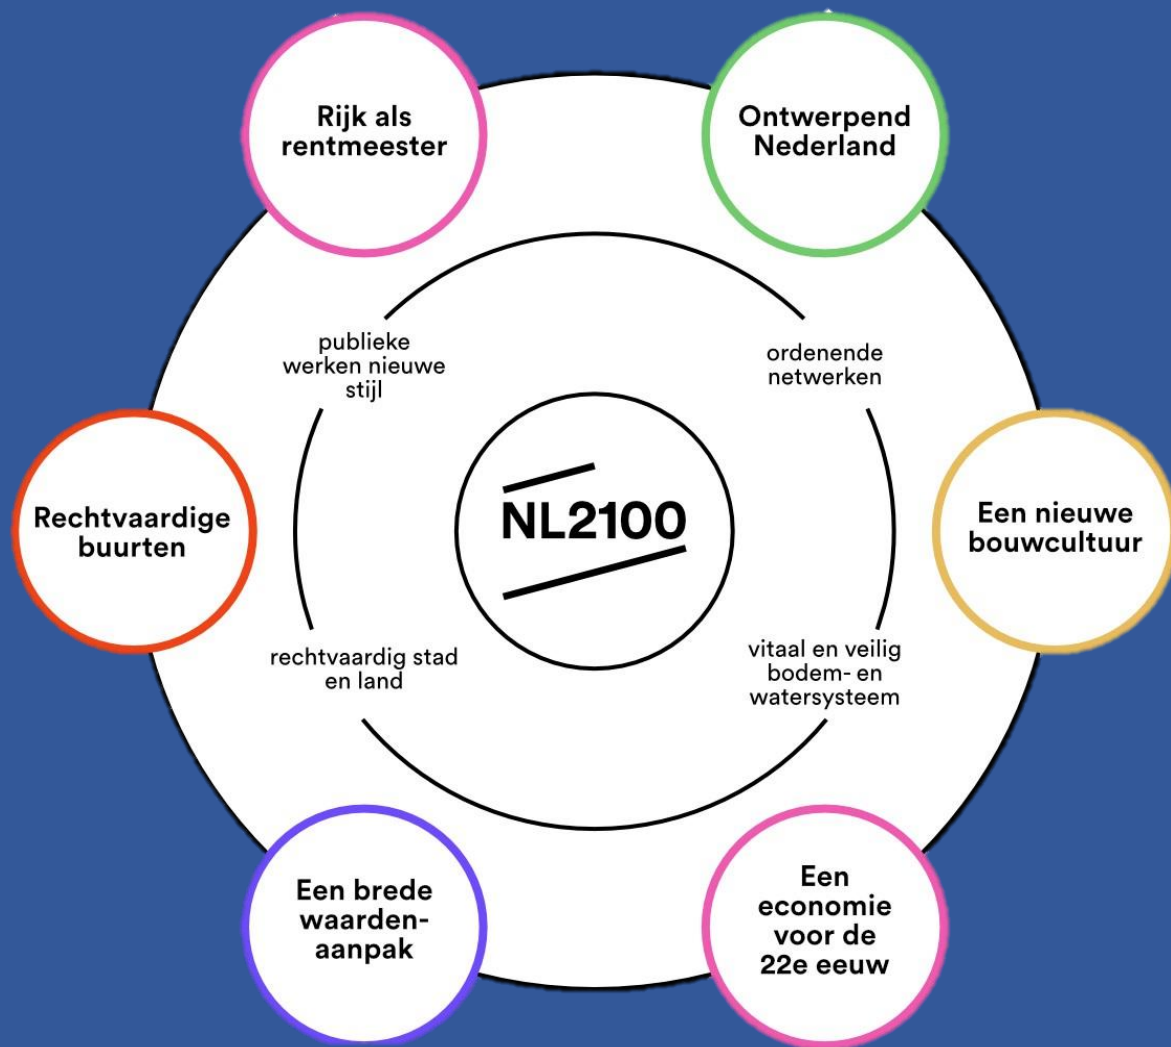 Rijk als
rentmeester
Ontwerpend
Nederland
publieke
werken nieuwe
stijl
ordenende
netwerken
Rechtvaardige
buurten
NL2100
Een nieuwe
bouwcultuur
rechtvaardig stad
en land
vitaal en veilig
bodem- en
watersysteem
Een brede
waarden-
aanpak
Een
economie
voor de
22e eeuw